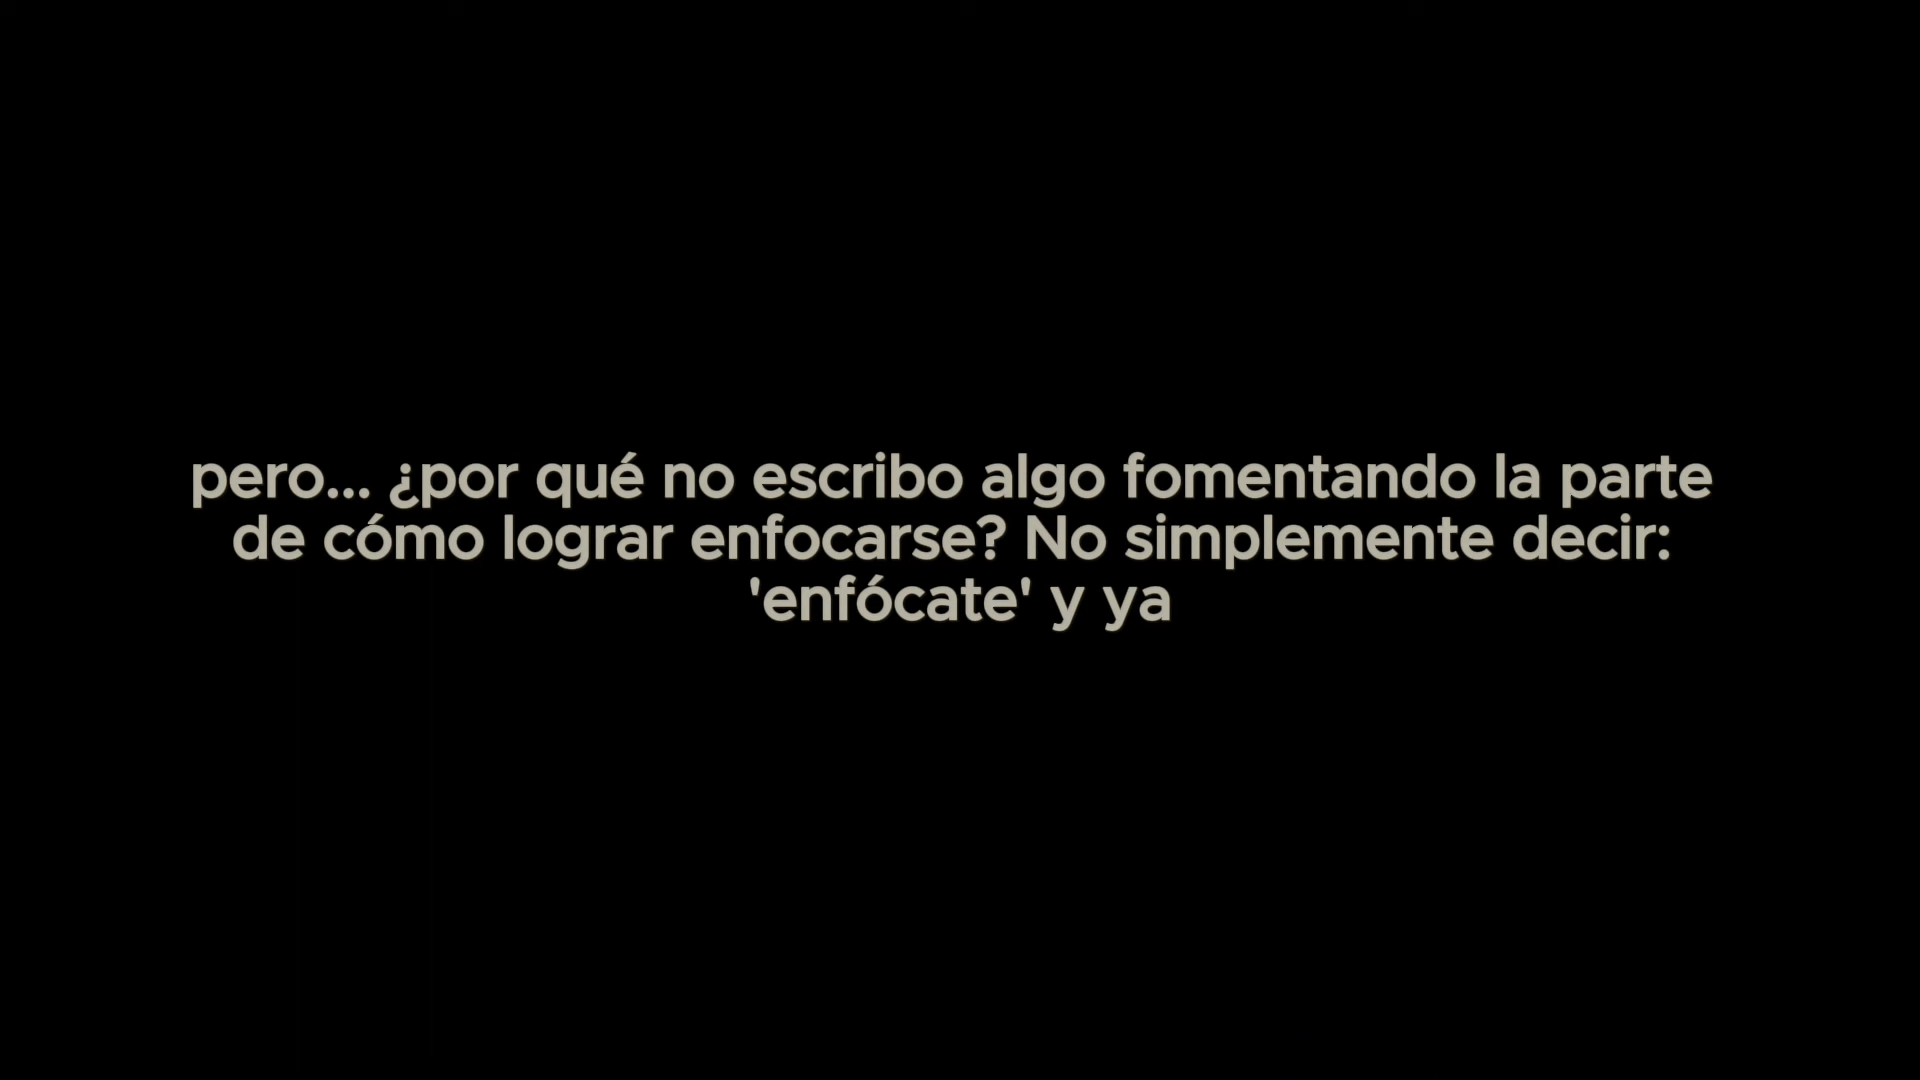 pero... ¿por qué no escribo algo fomentando la parte
de cómo lograr enfocarse? No simplemente decir:
'enfócate' y ya